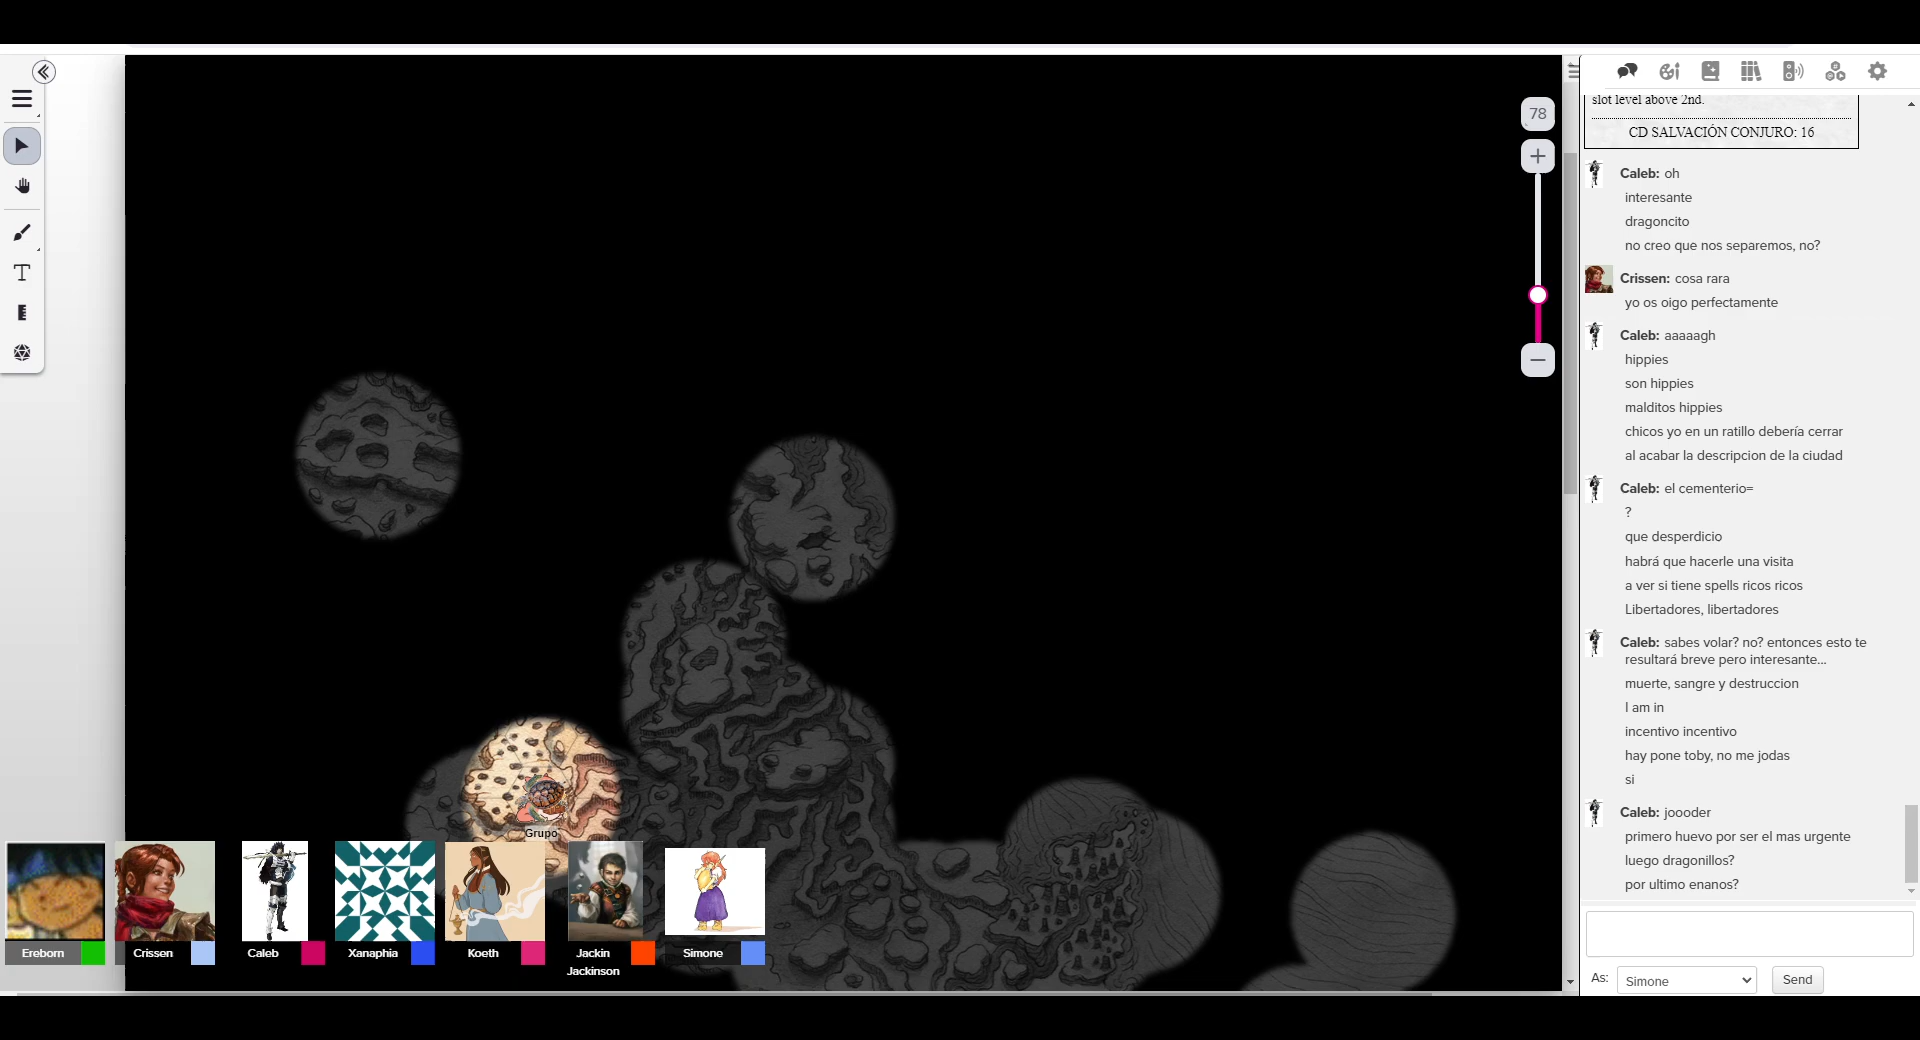 78
Grupo
Ereborn
Crissen
Caleb
Xanaphia
Koeth
Jackin
Jackinson
Simone
slot level above 2nd.
CD SALVACIÓN CONJURO: 16
Caleb: oh
interesante
dragoncito
no creo que nos separemos, no?
Crissen: cosa rara
yo os oigo perfectamente
Caleb: aaaaagh
hippies
son hippies
malditos hippies
chicos yo en un ratillo debería cerrar
al acabar la descripcion de la ciudad
Caleb: el cementerio=
?
que desperdicio
habrá que hacerle una visita
a ver si tiene spells ricos ricos
Libertadores, libertadores
Caleb: sabes volar? no? entonces esto te
resultará breve pero interesante...
muerte, sangre y destruccion
I am in
incentivo incentivo
hay pone toby, no me jodas
si
Caleb: joooder
primero huevo por ser el mas urgente
luego dragonillos?
por ultimo enanos?
As:
Simone
Send